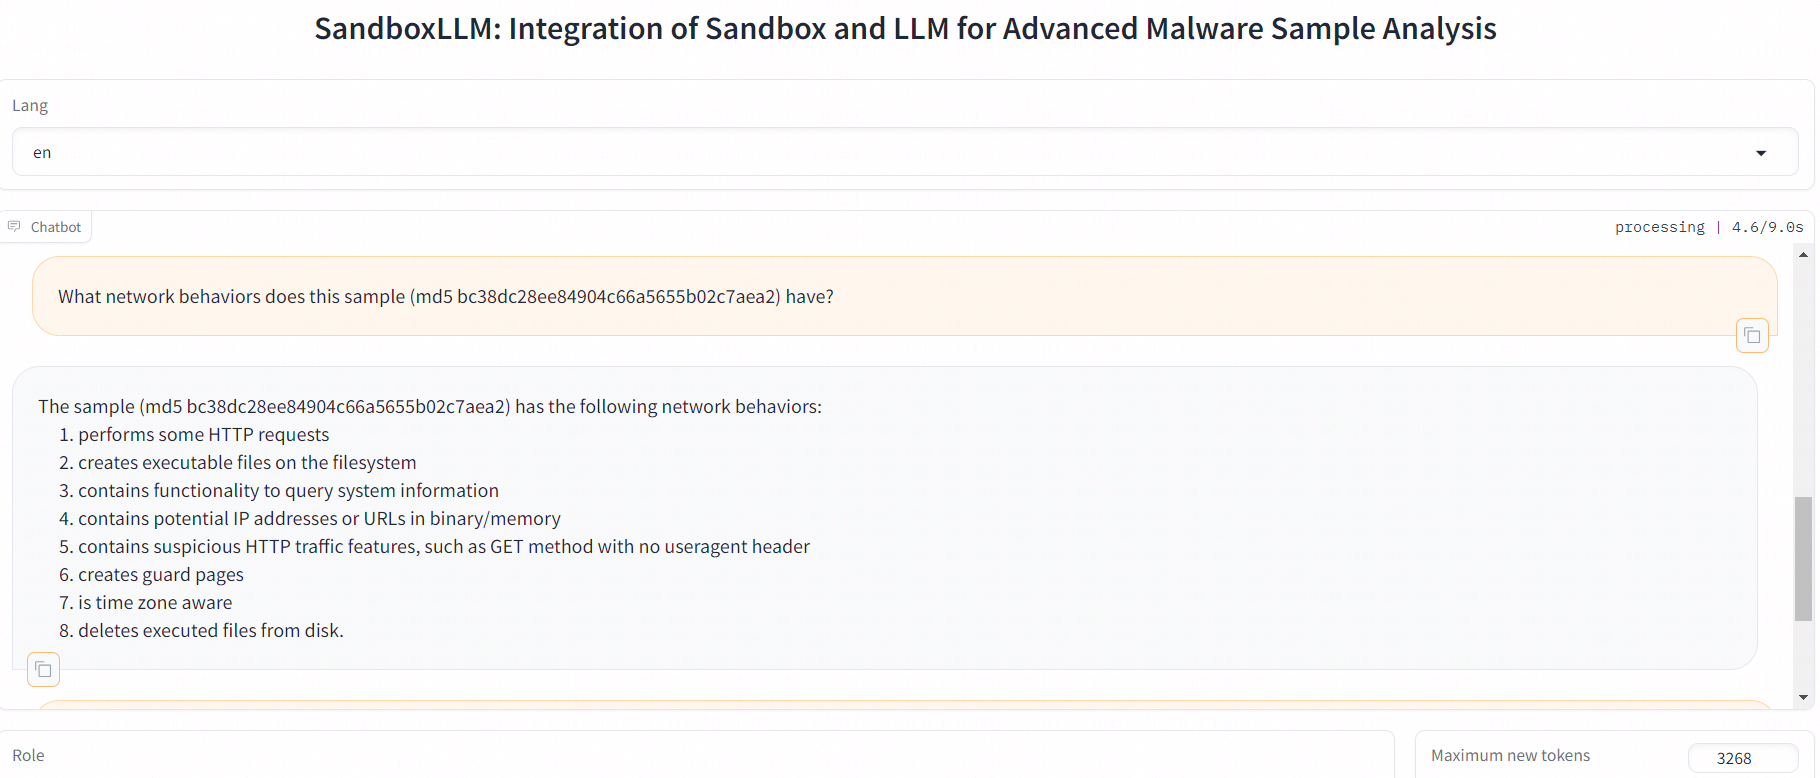 SandboxLLM: Integration of Sandbox and LLM for Advanced Malware Sample Analysis
Lang
en
Chatbot
processing | 4.6/9.0s
What network behaviors does this sample (md5 bc38dc28ee84904c66a5655b02c7aea2) have?
The sample (md5 bc38dc28ee84904c66a5655b02c7aea2) has the following network behaviors:
1. performs some HTTP requests
2. creates executable files on the filesystem
3. contains functionality to query system information
4. contains potential IP addresses or URLs in binary/memory
5. contains suspicious HTTP traffic features, such as GET method with no useragent header
6. creates guard pages
7. is time zone aware
8. deletes executed files from disk.
Role
Maximum new tokens
3268